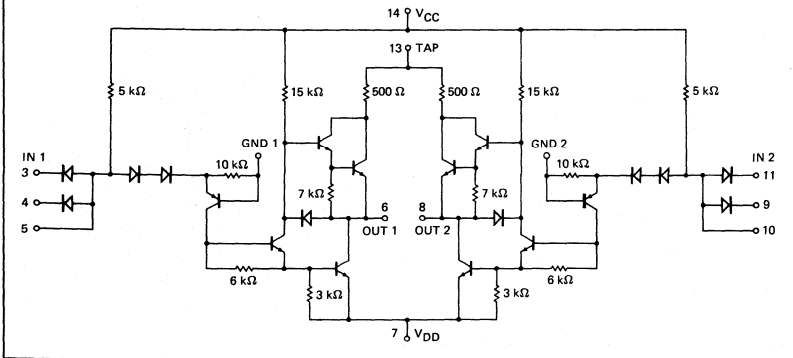 14 VCC
13 TAP
5 kΩ
15 kΩ
500 Ω
500 Ω
15 kΩ
5 kΩ
GND 1
GND 2
IN 1
10 kΩ
10 kΩ
IN 2
3
11
7 kΩ
7 kΩ
4
6
8
9
5
OUT 1
OUT 2
10
6 kΩ
6 kΩ
3 kΩ
3 kΩ
7 VDD